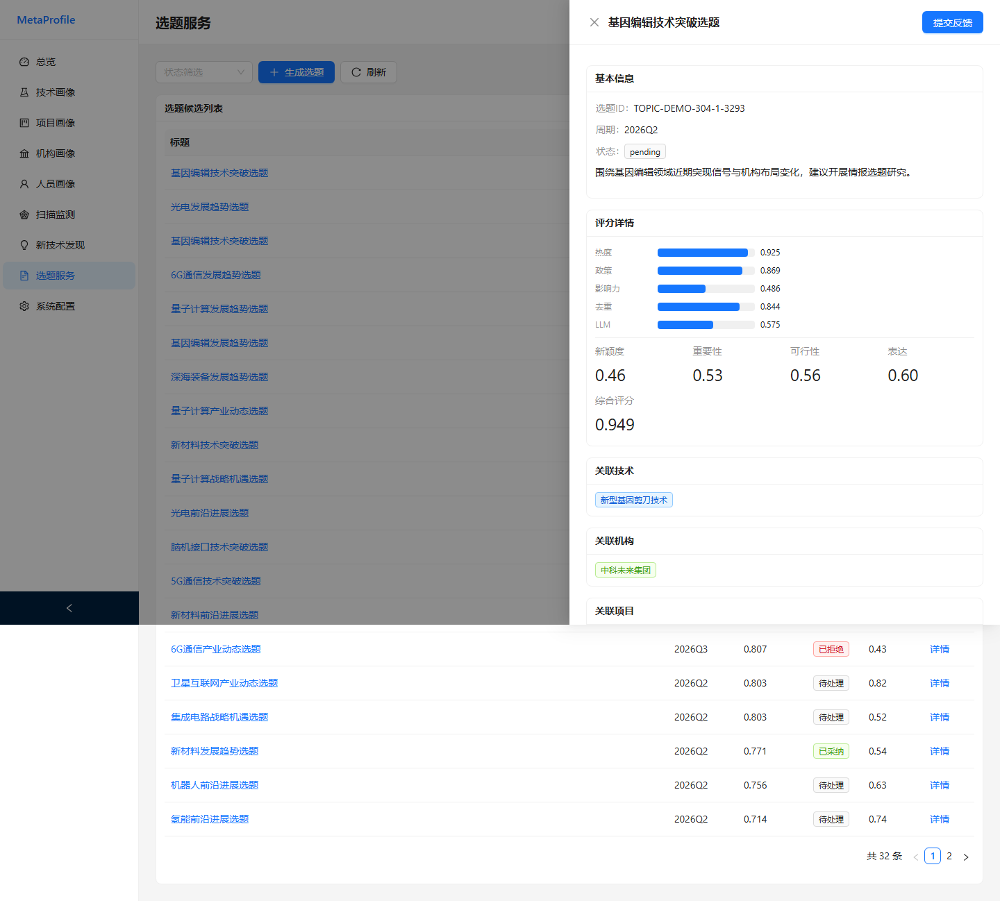 MetaProfile
总览
技术画像
项目画像
机构画像
人员画像
扫描监测
新技术发现
选题服务
系统配置
选题服务
状态筛选
生成选题
刷新
选题候选列表
标题
基因编辑技术突破选题
光电发展趋势选题
基因编辑技术突破选题
6G通信发展趋势选题
量子计算发展趋势选题
基因编辑发展趋势选题
深海装备发展趋势选题
量子计算产业动态选题
新材料技术突破选题
量子计算战略机遇选题
光电前沿进展选题
脑机接口技术突破选题
5G通信技术突破选题
新材料前沿进展选题
6G通信产业动态选题 2026Q3 0.807 已拒绝 0.43 详情
卫星互联网产业动态选题 2026Q2 0.803 待处理 0.82 详情
集成电路战略机遇选题 2026Q2 0.803 待处理 0.52 详情
新材料发展趋势选题 2026Q2 0.771 已采纳 0.54 详情
机器人前沿进展选题 2026Q2 0.756 待处理 0.63 详情
氢能前沿进展选题 2026Q2 0.714 待处理 0.74 详情
共 32 条 1 2
基因编辑技术突破选题
提交反馈
基本信息
选题ID： TOPIC-DEMO-304-1-3293
周期： 2026Q2
状态： pending
围绕基因编辑领域近期突现信号与机构布局变化，建议开展情报选题研究。
评分详情
热度 0.925
政策 0.869
影响力 0.486
去重 0.844
LLM 0.575
新颖度 重要性 可行性 表达
0.46 0.53 0.56 0.60
综合评分
0.949
关联技术
新型基因剪刀技术
关联机构
中科未来集团
关联项目